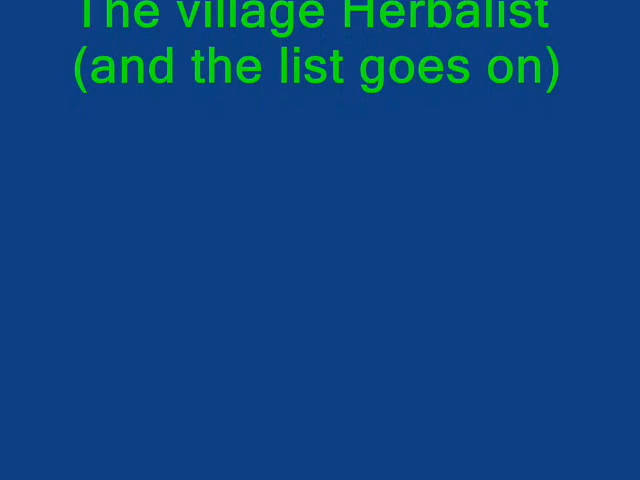 The village Herbalist
(and the list goes on)